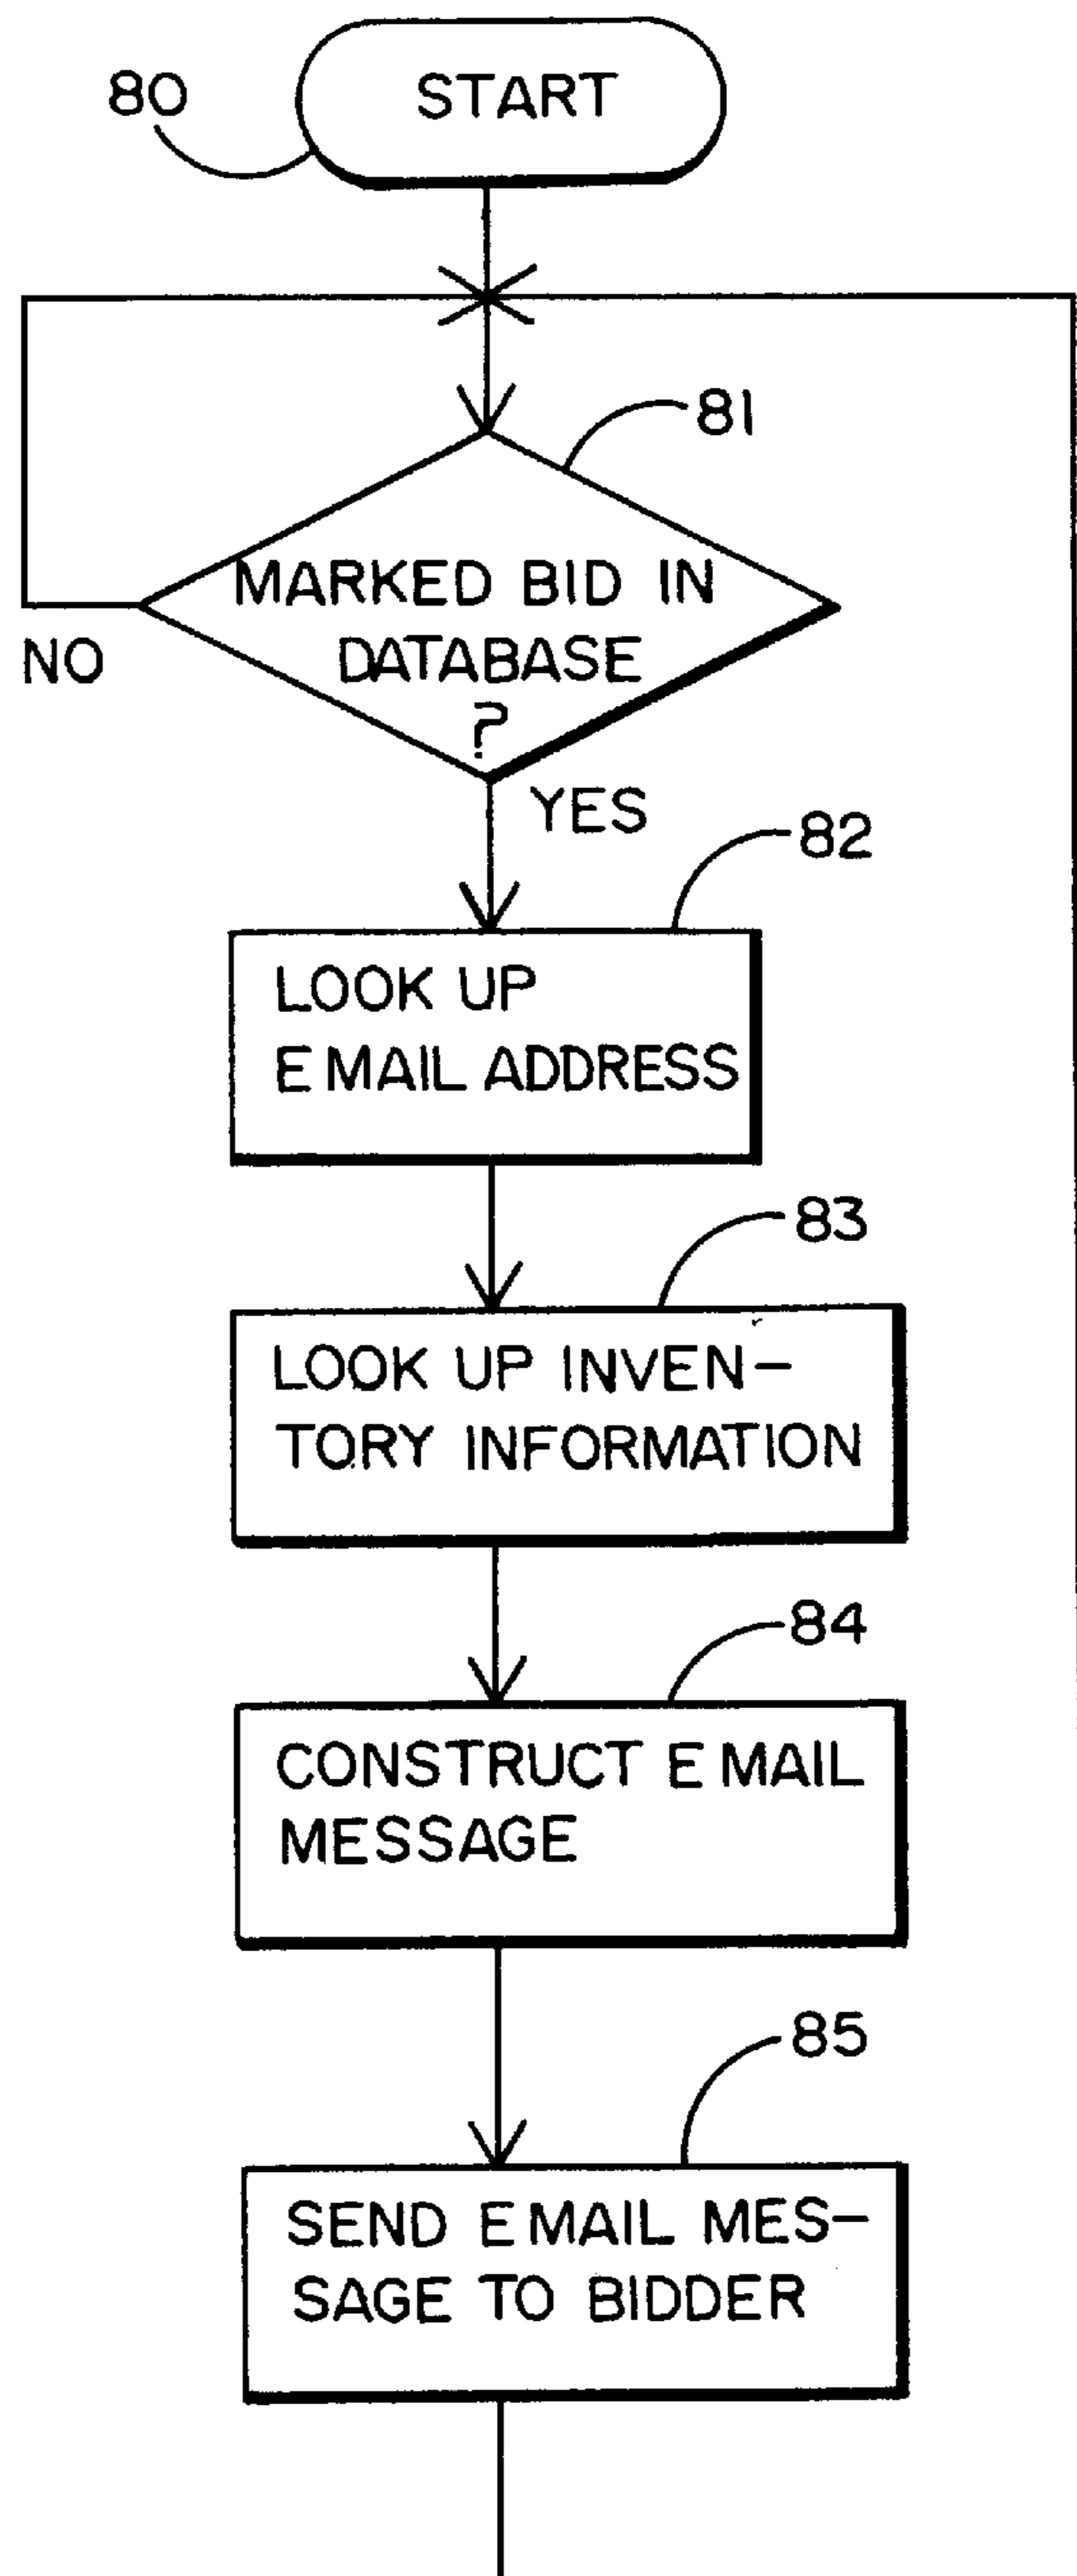 80
START
81
MARKED BID IN
DATABASE
?
NO
YES
82
LOOK UP
E MAIL ADDRESS
83
LOOK UP INVEN-
TORY INFORMATION
84
CONSTRUCT E MAIL
MESSAGE
85
SEND E MAIL MES-
SAGE TO BIDDER